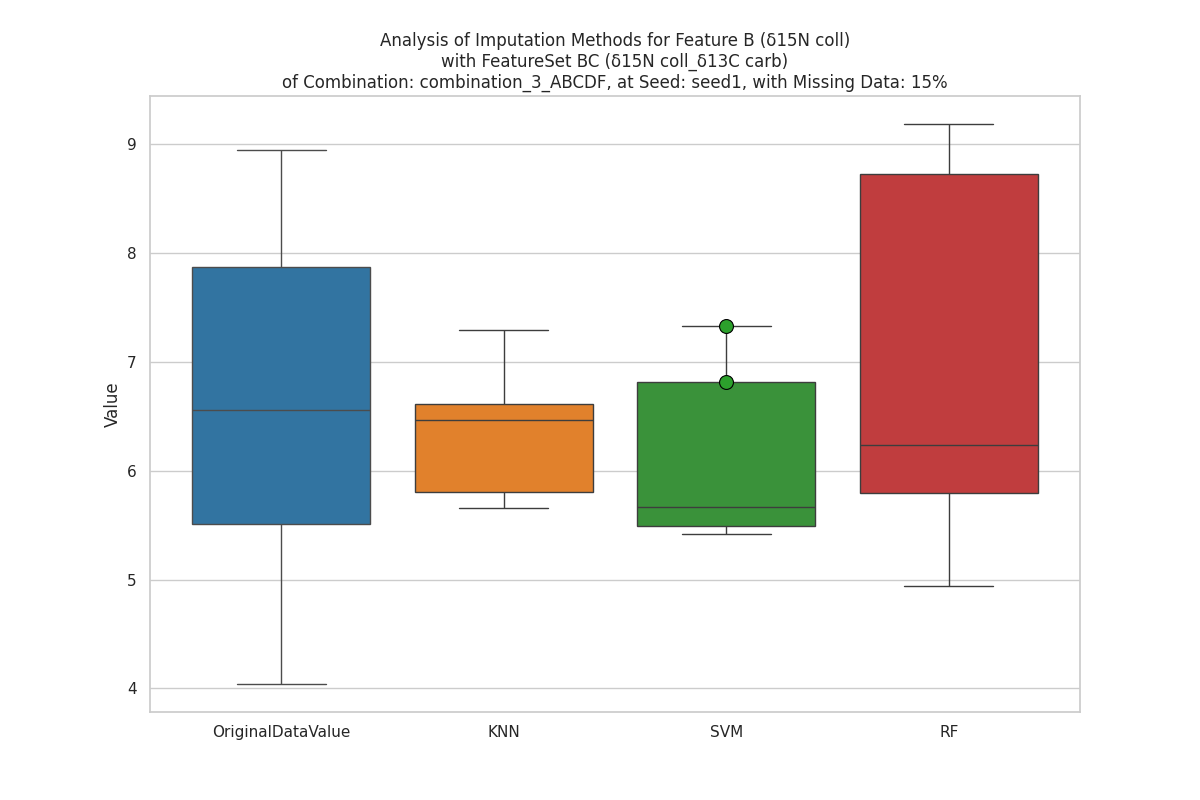 Analysis of Imputation Methods for Feature B (δ15N coll)
with FeatureSet BC (δ15N coll_δ13C carb)
of Combination: combination_3_ABCDF, at Seed: seed1, with Missing Data: 15%
9
8
7
6
5
4
Value
OriginalDataValue KNN SVM RF